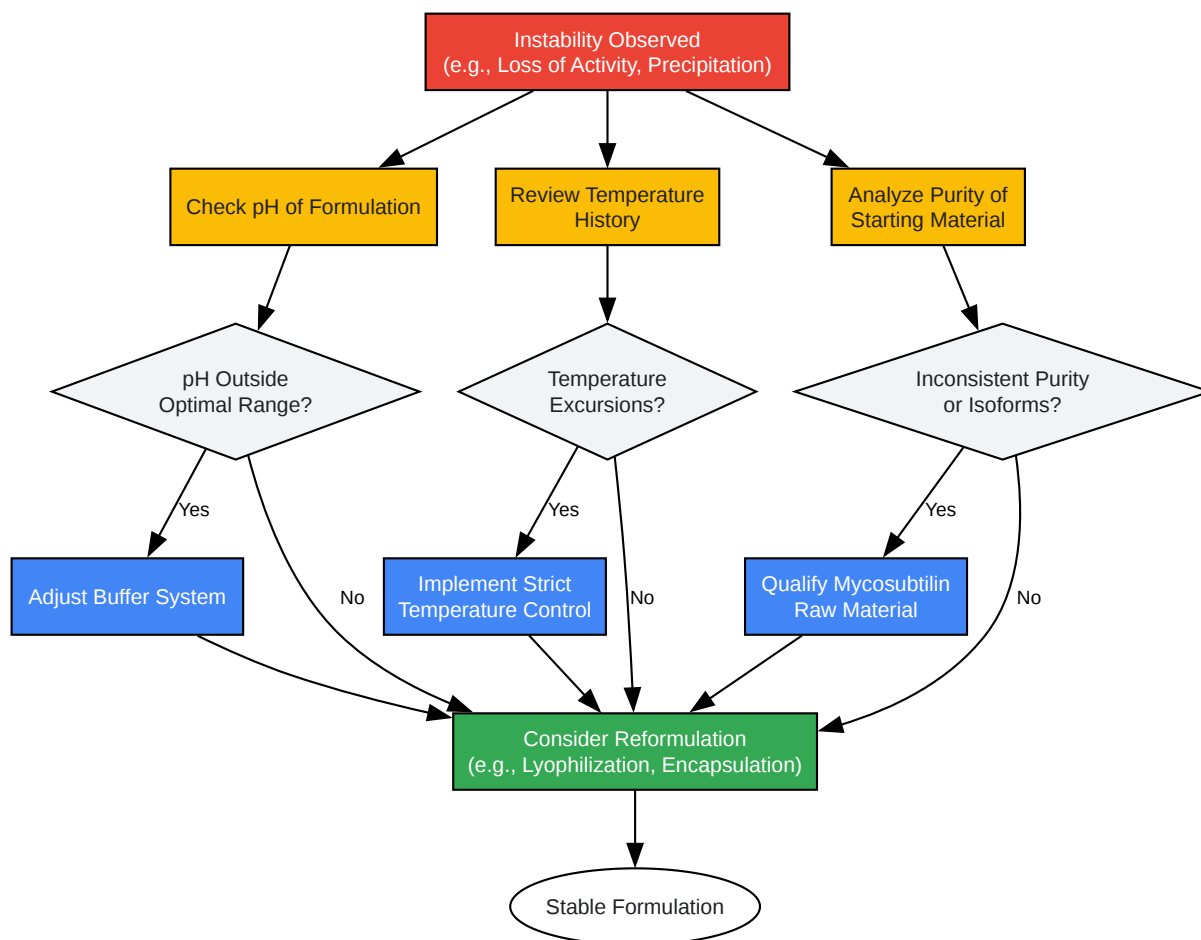 Instability Observed
(e.g., Loss of Activity, Precipitation)
Check pH of Formulation
Review Temperature
History
Analyze Purity of
Starting Material
pH Outside
Optimal Range?
Temperature
Excursions?
Inconsistent Purity
or Isoforms?
Yes
No
Yes
No
Yes
No
Adjust Buffer System
Implement Strict
Temperature Control
Qualify Mycosubtilin
Raw Material
Consider Reformulation
(e.g., Lyophilization, Encapsulation)
Stable Formulation